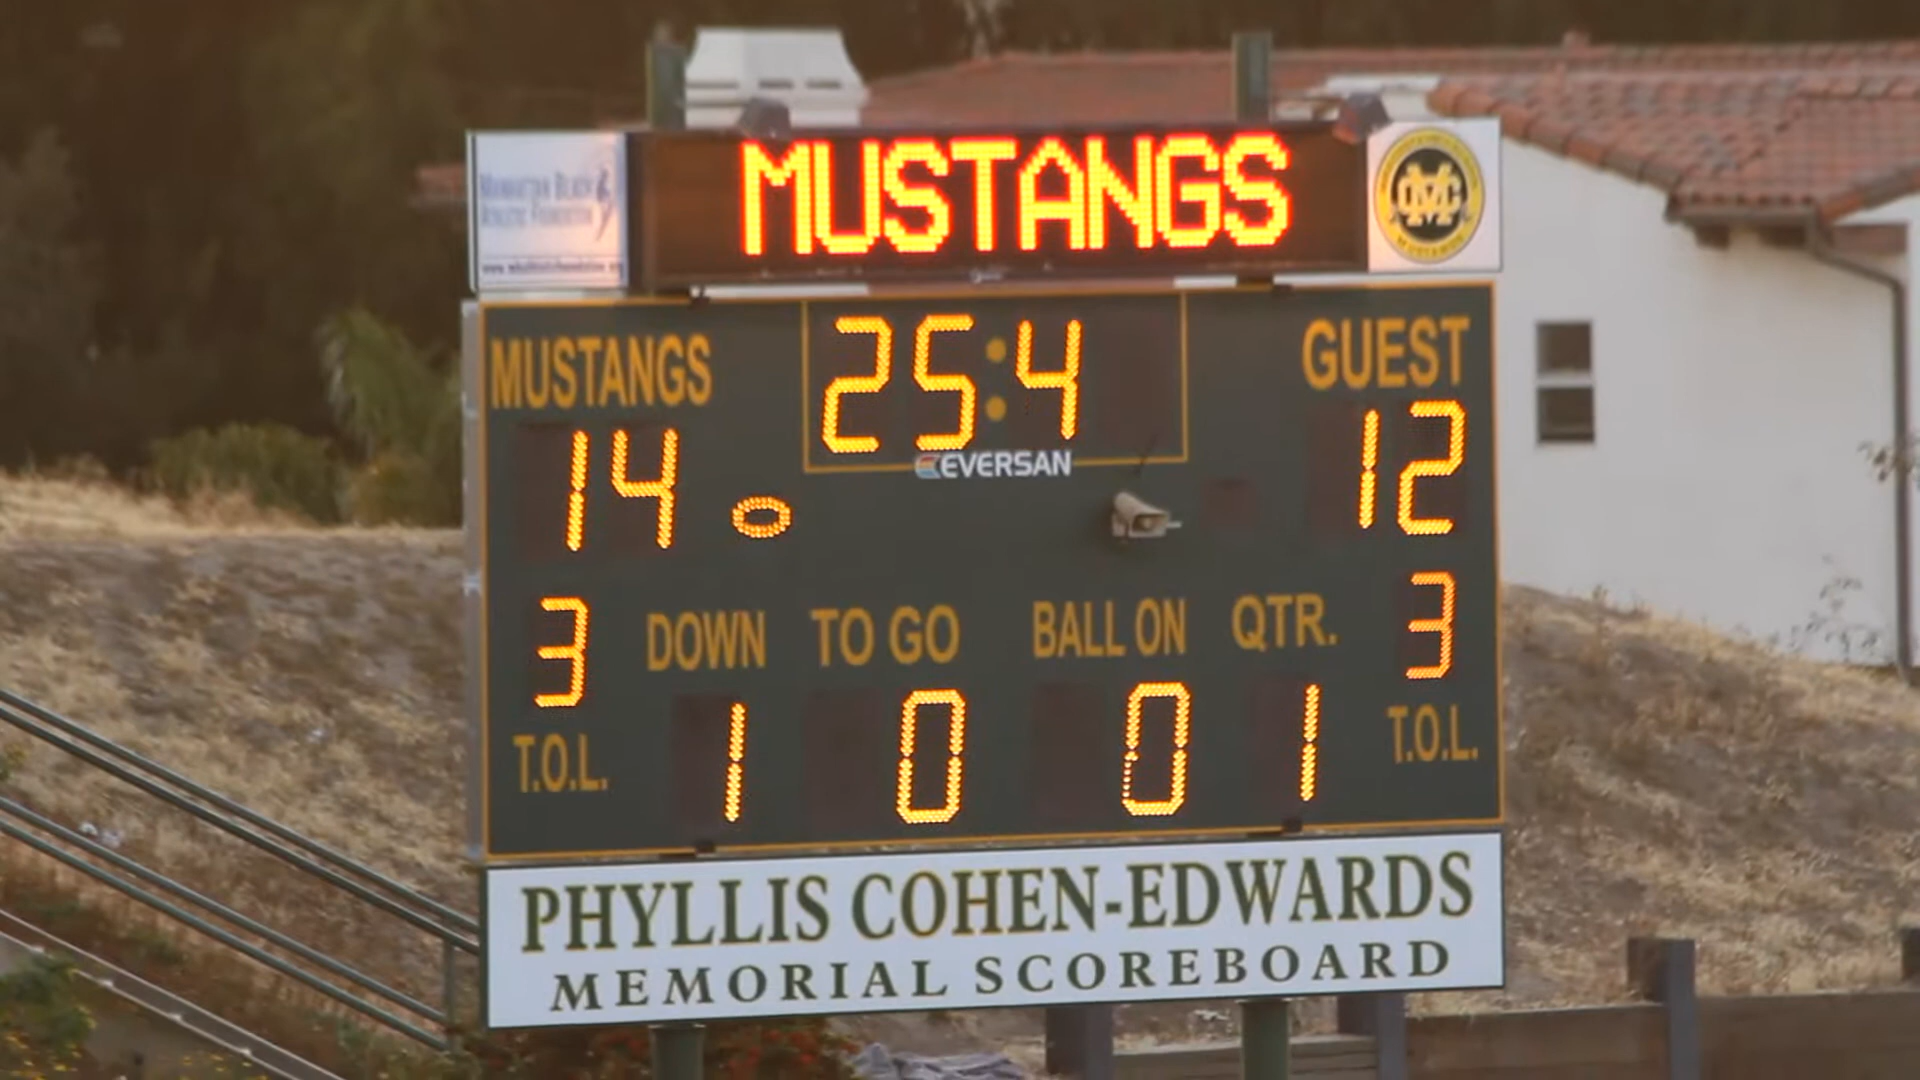 MUSTANGS
MUSTANGS 25:4 GUEST
EVERSAN
14 12
3 DOWN TO GO BALL ON QTR. 3
T.O.L. 1 0 0 1 T.O.L.
PHYLLIS COHEN-EDWARDS
MEMORIAL SCOREBOARD